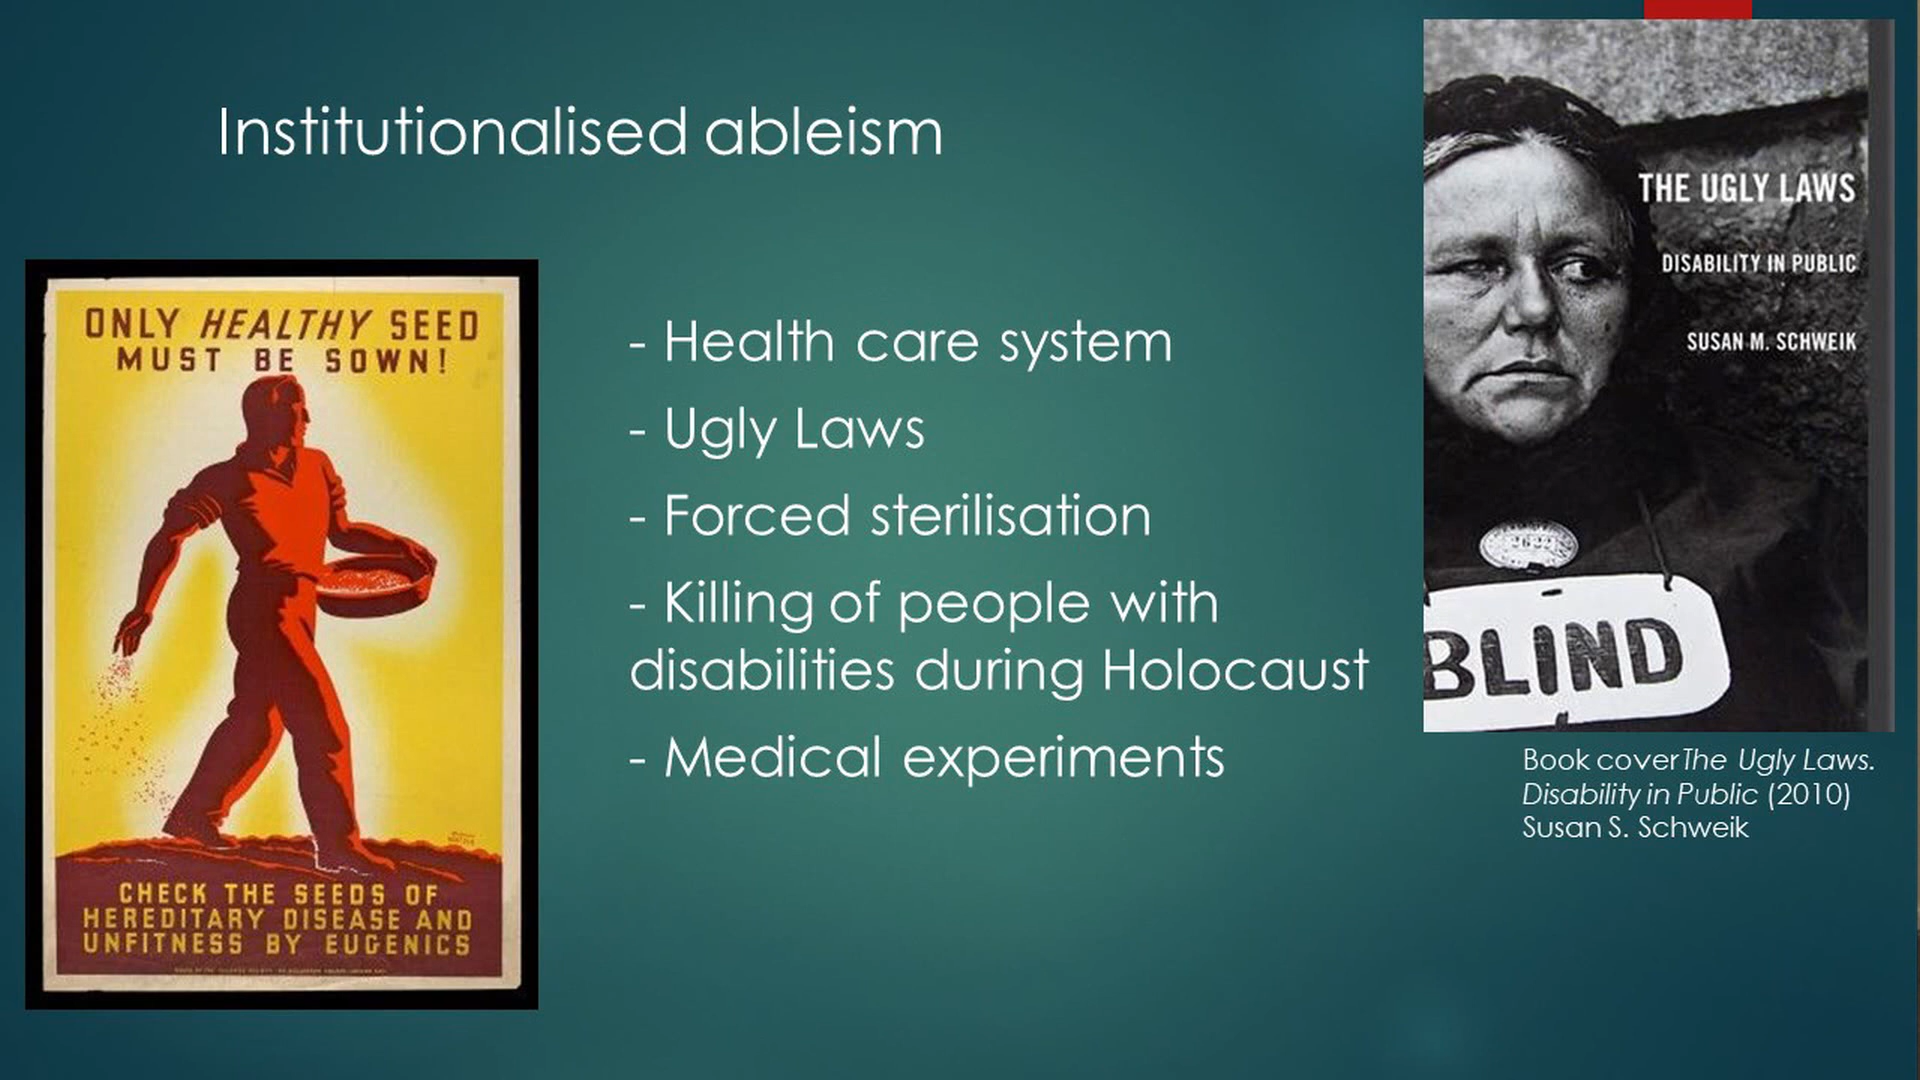 Institutionalised ableism
ONLY HEALTHY SEED
MUST BE SOWN!
CHECK THE SEEDS OF
HEREDITARY DISEASE AND
UNFITNESS BY EUGENICS
- Health care system
- Ugly Laws
- Forced sterilisation
- Killing of people with
disabilities during Holocaust
- Medical experiments
THE UGLY LAWS
DISABILITY IN PUBLIC
SUSAN M. SCHWEIK
2622
BLIND
Book cover The Ugly Laws.
Disability in Public (2010)
Susan S. Schweik